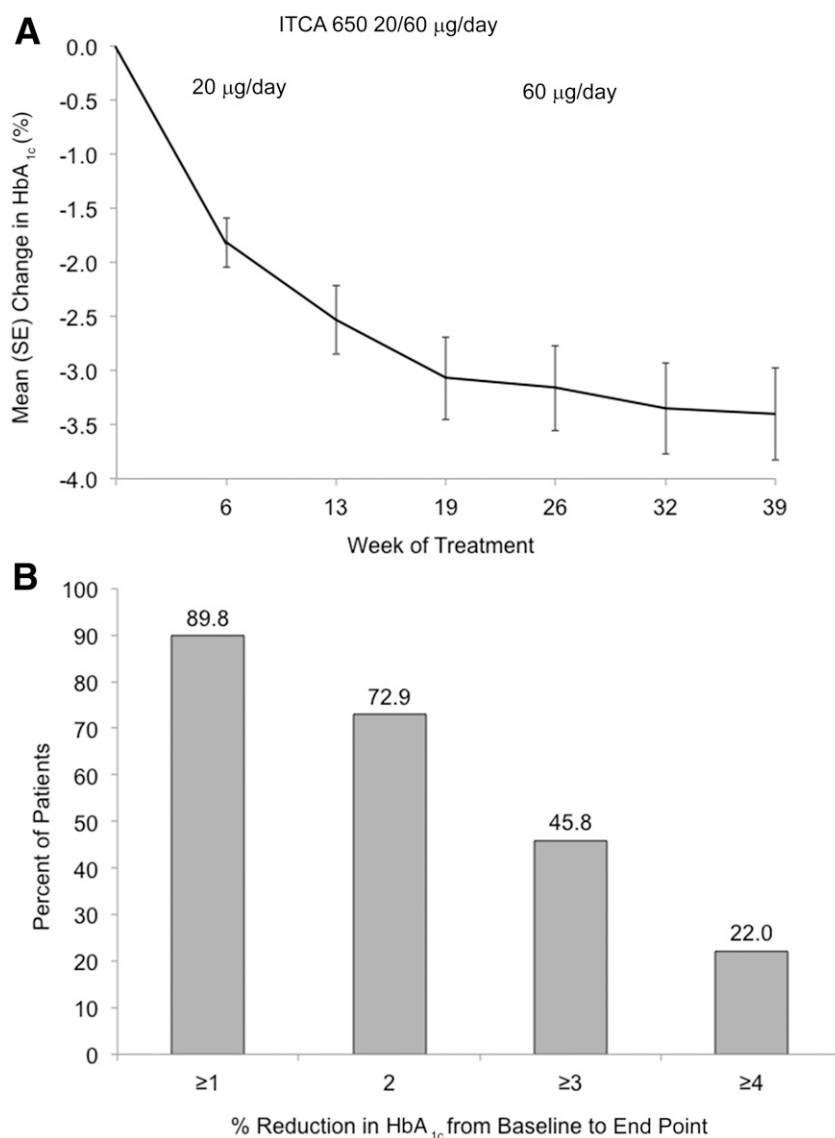 A
ITCA 650 20/60 μg/day
20 μg/day
60 μg/day
0.0
-0.5
-1.0
-1.5
-2.0
-2.5
-3.0
-3.5
-4.0
Mean (SE) Change in HbA1c (%)
6 13 19 26 32 39
Week of Treatment
B
100
90
80
70
60
50
40
30
20
10
0
Percent of Patients
89.8
72.9
45.8
22.0
≥1 2 ≥3 ≥4
% Reduction in HbA1c from Baseline to End Point